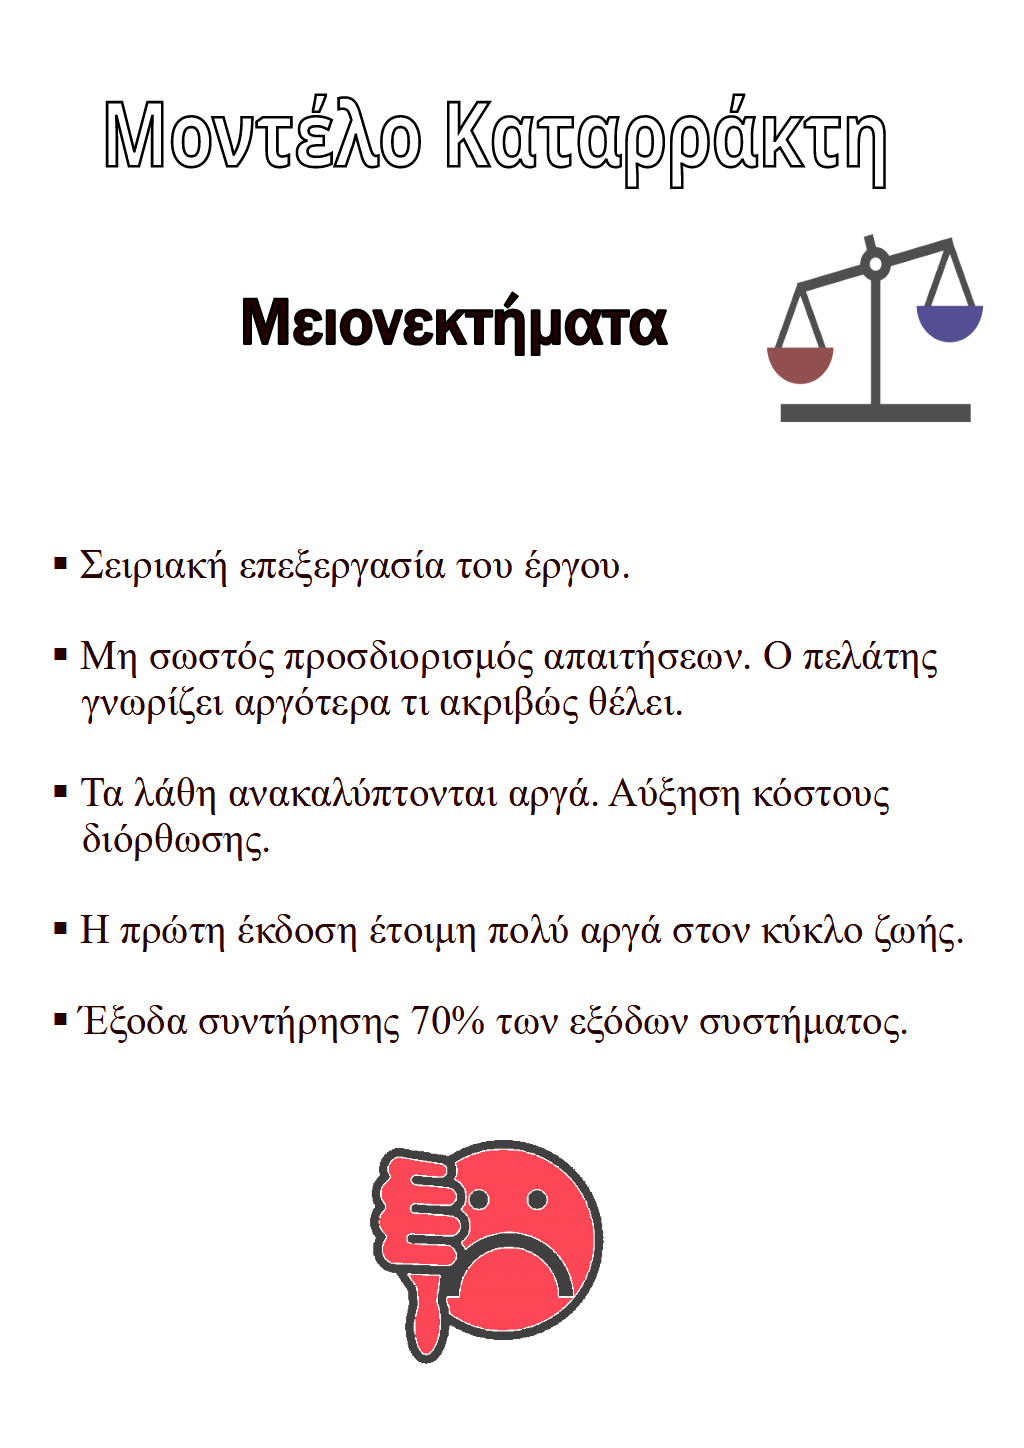 Μοντέλο Καταρράκτη
Μειονεκτήματα
▪ Σειριακή επεξεργασία του έργου.
▪ Μη σωστός προσδιορισμός απαιτήσεων. Ο πελάτης
γνωρίζει αργότερα τι ακριβώς θέλει.
▪ Τα λάθη ανακαλύπτονται αργά. Αύξηση κόστους
διόρθωσης.
▪ Η πρώτη έκδοση έτοιμη πολύ αργά στον κύκλο ζωής.
▪ Έξοδα συντήρησης 70% των εξόδων συστήματος.